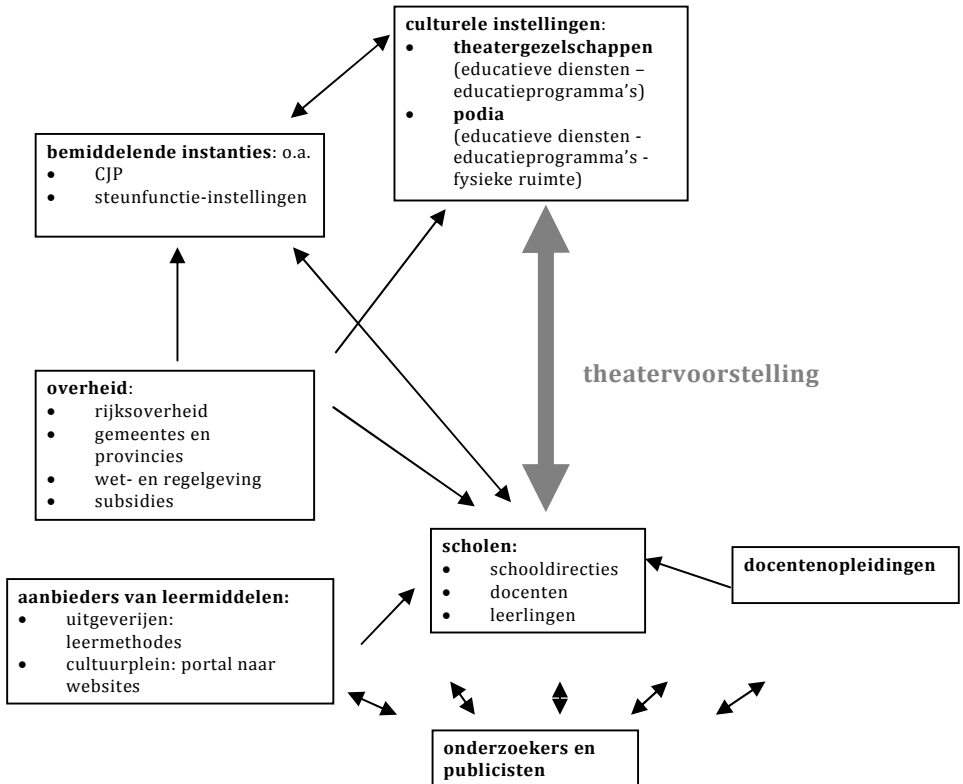 culturele instellingen:
• theatergezelschappen
(educatieve diensten –
educatieprogramma's)
• podia
(educatieve diensten -
educatieprogramma's -
fysieke ruimte)
bemiddelende instanties: o.a.
• CJP
• steunfunctie-instellingen
theatervoorstelling
overheid:
• rijksoverheid
• gemeentes en
provincies
• wet- en regelgeving
• subsidies
scholen:
• schooldirecties
• docenten
• leerlingen
docentenopleidingen
aanbieders van leermiddelen:
• uitgeverijen:
leermethodes
• cultuurplein: portal naar
websites
onderzoekers en
publicisten